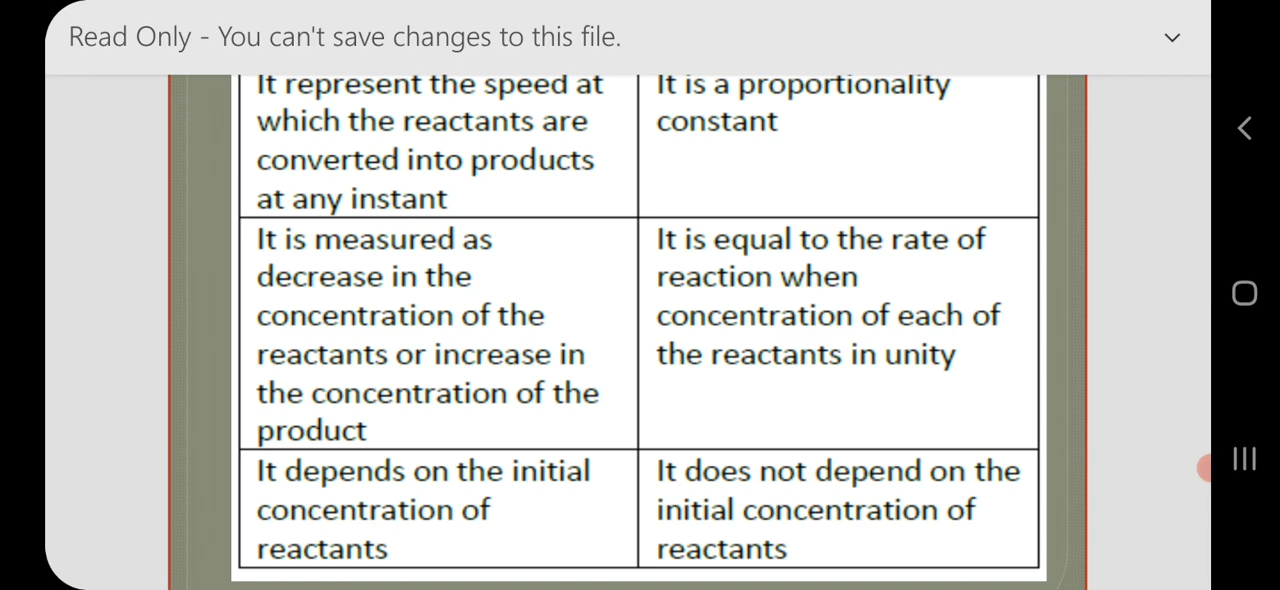 Read Only - You can't save changes to this file.
It represent the speed at
which the reactants are
converted into products
at any instant
It is a proportionality
constant
It is measured as
decrease in the
concentration of the
reactants or increase in
the concentration of the
product
It is equal to the rate of
reaction when
concentration of each of
the reactants in unity
It depends on the initial
concentration of
reactants
It does not depend on the
initial concentration of
reactants